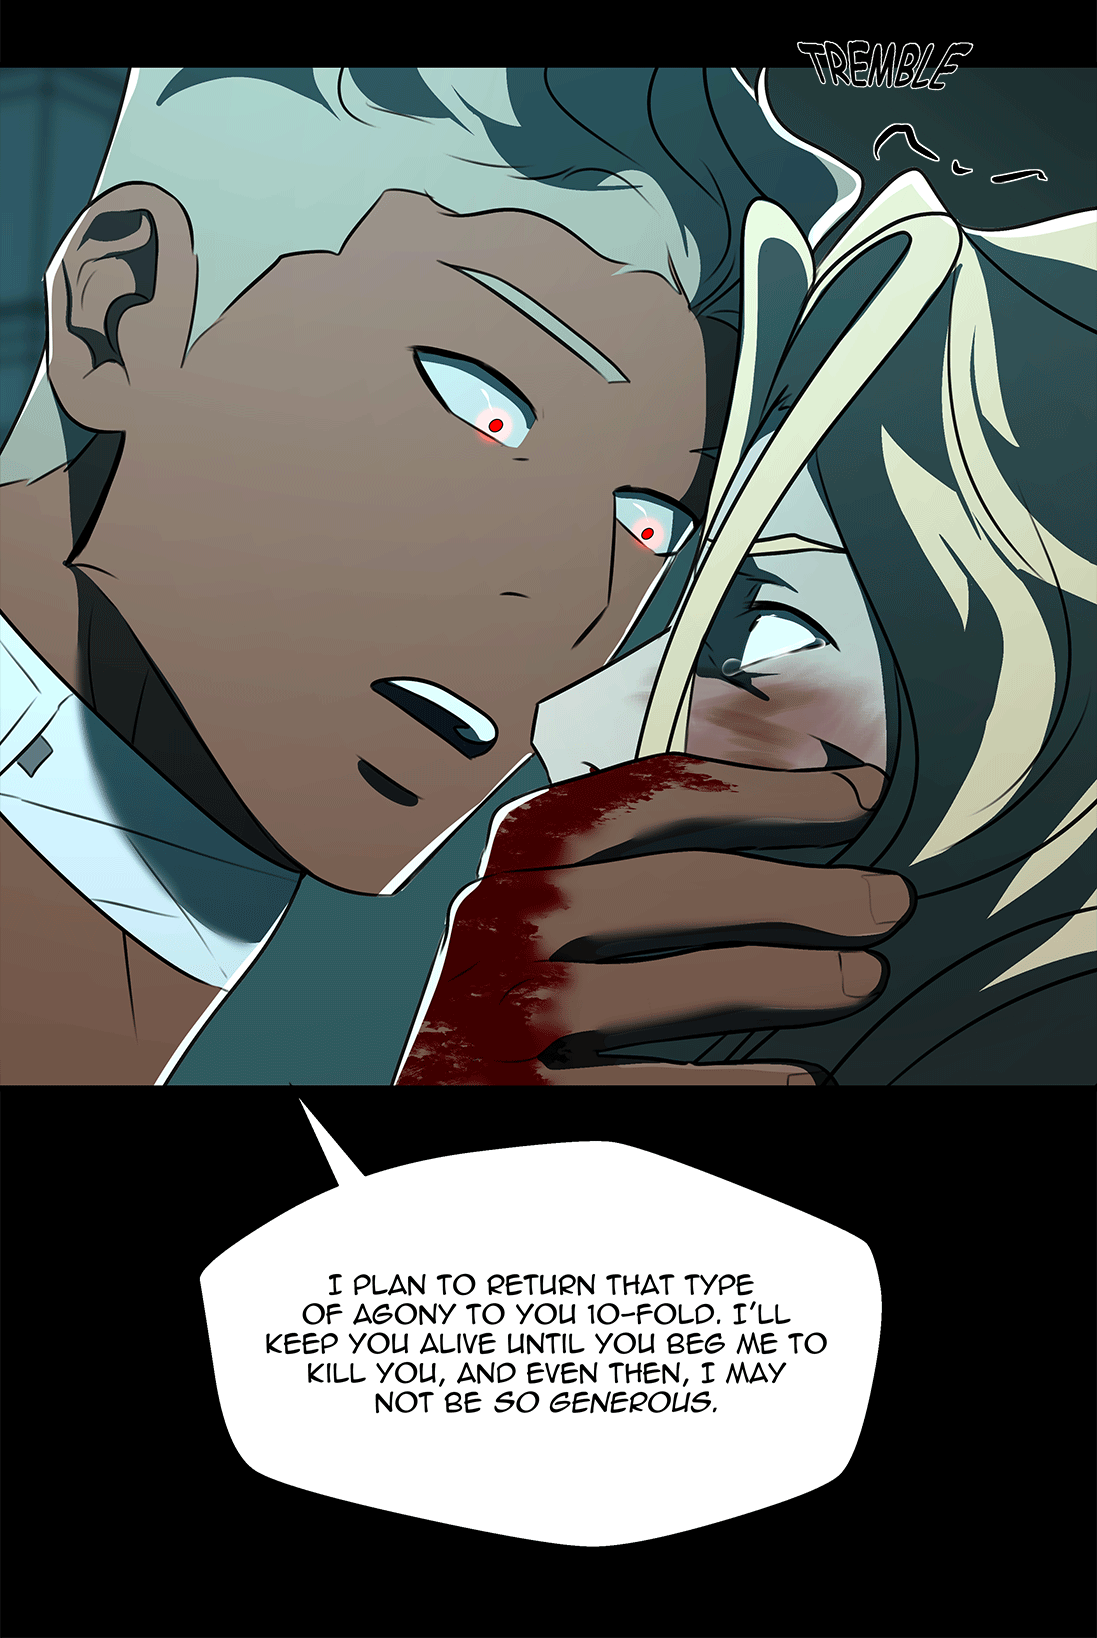 TREMBLE
I PLAN TO RETURN THAT TYPE
OF AGONY TO YOU 10-FOLD. I'LL
KEEP YOU ALIVE UNTIL YOU BEG ME TO
KILL YOU, AND EVEN THEN, I MAY
NOT BE SO GENEROUS.